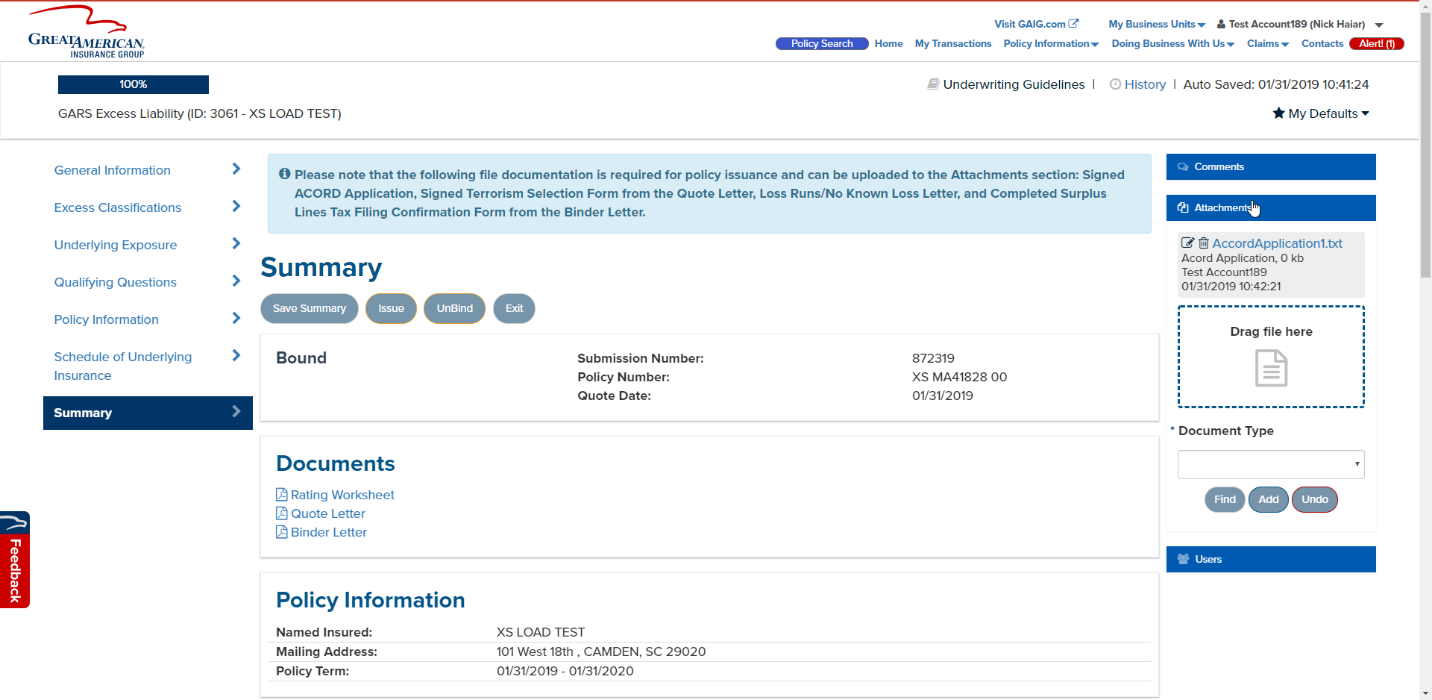 GREAT AMERICAN
INSURANCE GROUP
Visit GAIG.com
My Business Units
Test Account189 (Nick Haiar)
Policy Search
Home
My Transactions
Policy Information
Doing Business With Us
Claims
Contacts
Alert! (1)
100%
Underwriting Guidelines | History | Auto Saved: 01/31/2019 10:41:24
GARS Excess Liability (ID: 3061 - XS LOAD TEST)
My Defaults
General Information
Excess Classifications
Underlying Exposure
Qualifying Questions
Policy Information
Schedule of Underlying
Insurance
Summary
Please note that the following file documentation is required for policy issuance and can be uploaded to the Attachments section: Signed
ACORD Application, Signed Terrorism Selection Form from the Quote Letter, Loss Runs/No Known Loss Letter, and Completed Surplus
Lines Tax Filing Confirmation Form from the Binder Letter.
Summary
Save Summary
Issue
UnBind
Exit
Bound
Submission Number: 872319
Policy Number: XS MA41828 00
Quote Date: 01/31/2019
Documents
Rating Worksheet
Quote Letter
Binder Letter
Policy Information
Named Insured: XS LOAD TEST
Mailing Address: 101 West 18th , CAMDEN, SC 29020
Policy Term: 01/31/2019 - 01/31/2020
Comments
Attachments
AccordApplication1.txt
Acord Application, 0 kb
Test Account189
01/31/2019 10:42:21
Drag file here
* Document Type
Find
Add
Undo
Users
Feedback